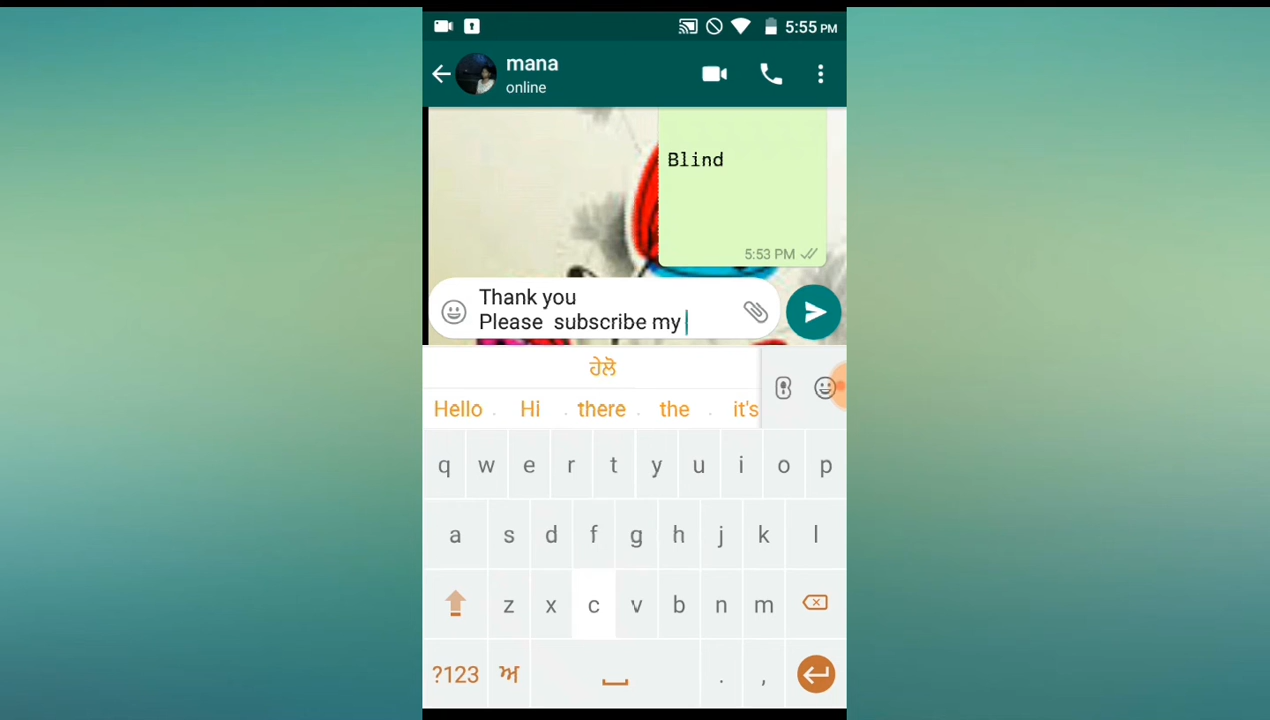 5:55 PM
mana
online
Blind
5:53 PM
Thank you
Please  subscribe my
ਹੇਲੋ
Hello Hi there the it's
q w e r t y u i o p
a s d f g h j k l
z x c v b n m
?123 ਅ . ,